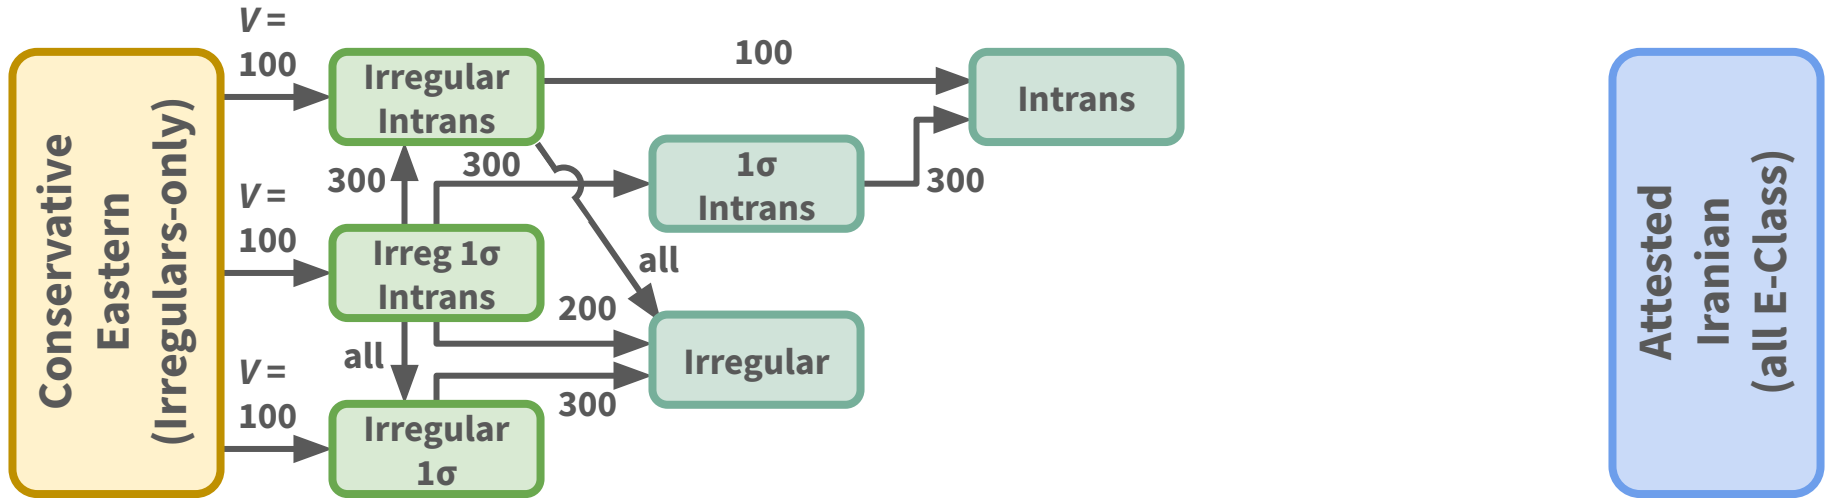 Conservative
Eastern
(Irregulars-only)
V =
100
V =
100
V =
100
Irregular
Intrans
300
300
Irreg 1σ
Intrans
all
200
300
Irregular
1σ
100
1σ
Intrans
300
all
Irregular
Intrans
Attested
Iranian
(all E-Class)